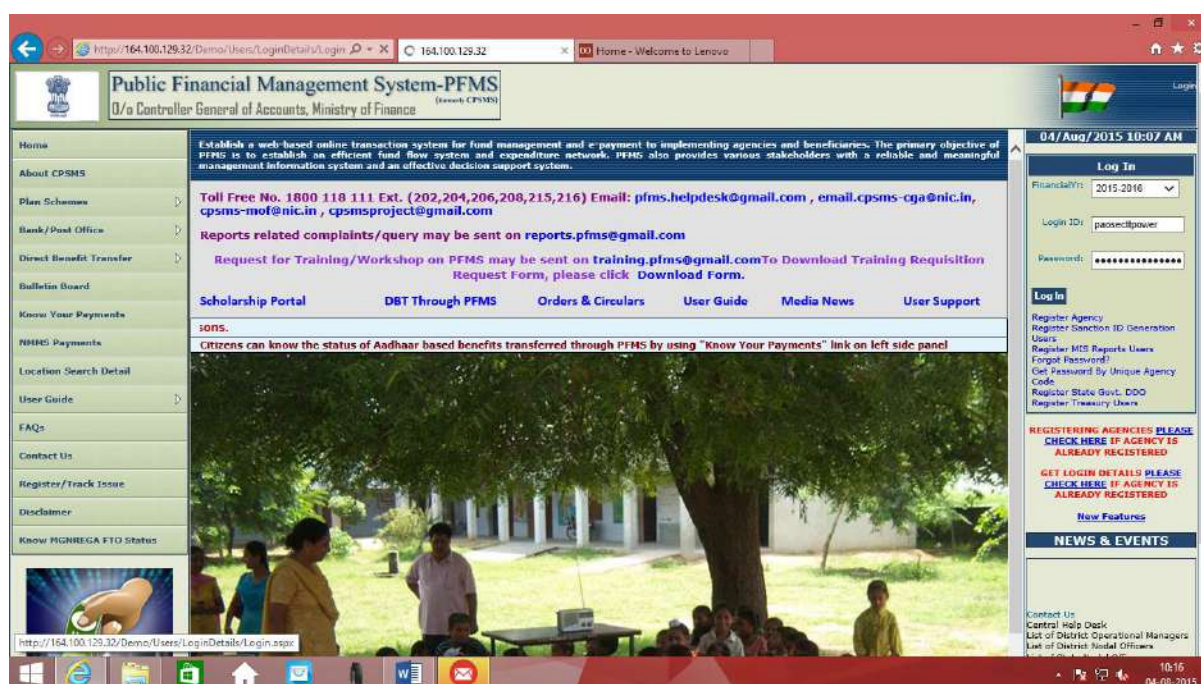 http://164.100.129.32/Demo/Users/LoginDetails/Login
164.100.129.32
Home - Welcome to Lenovo
Public Financial Management System-PFMS
(formerly CPSMS)
O/o Controller General of Accounts, Ministry of Finance
Login
Home
About CPSMS
Plan Schemes
Bank/Post Office
Direct Benefit Transfer
Bulletin Board
Know Your Payments
NMMS Payments
Location Search Detail
User Guide
FAQs
Contact Us
Register/Track Issue
Disclaimer
Know MGNREGA FTO Status
Establish a web-based online transaction system for fund management and e-payment to implementing agencies and beneficiaries. The primary objective of
PFMS is to establish an efficient fund flow system and expenditure network. PFMS also provides various stakeholders with a reliable and meaningful
management information system and an effective decision support system.
Toll Free No. 1800 118 111 Ext. (202,204,206,208,215,216) Email: pfms.helpdesk@gmail.com , email.cpsms-cga@nic.in,
cpsms-mof@nic.in , cpsmsproject@gmail.com
Reports related complaints/query may be sent on reports.pfms@gmail.com
Request for Training/Workshop on PFMS may be sent on training.pfms@gmail.comTo Download Training Requisition
Request Form, please click Download Form.
Scholarship Portal DBT Through PFMS Orders & Circulars User Guide Media News User Support
sons.
Citizens can know the status of Aadhaar based benefits transferred through PFMS by using "Know Your Payments" link on left side panel
04/Aug/2015 10:07 AM
Log In
FinancialYr: 2015-2016
Login ID: paosecttpower
Password:
Log In
Register Agency
Register Sanction ID Generation
Users
Register MIS Reports Users
Forgot Password?
Get Password By Unique Agency
Code
Register State Govt. DDO
Register Treasury Users
REGISTERING AGENCIES PLEASE
CHECK HERE IF AGENCY IS
ALREADY REGISTERED
GET LOGIN DETAILS PLEASE
CHECK HERE IF AGENCY IS
ALREADY REGISTERED
New Features
NEWS & EVENTS
Contact Us
Central Help Desk
List of District Operational Managers
List of District Nodal Officers
http://164.100.129.32/Demo/Users/LoginDetails/Login.aspx
10:16
04-08-2015